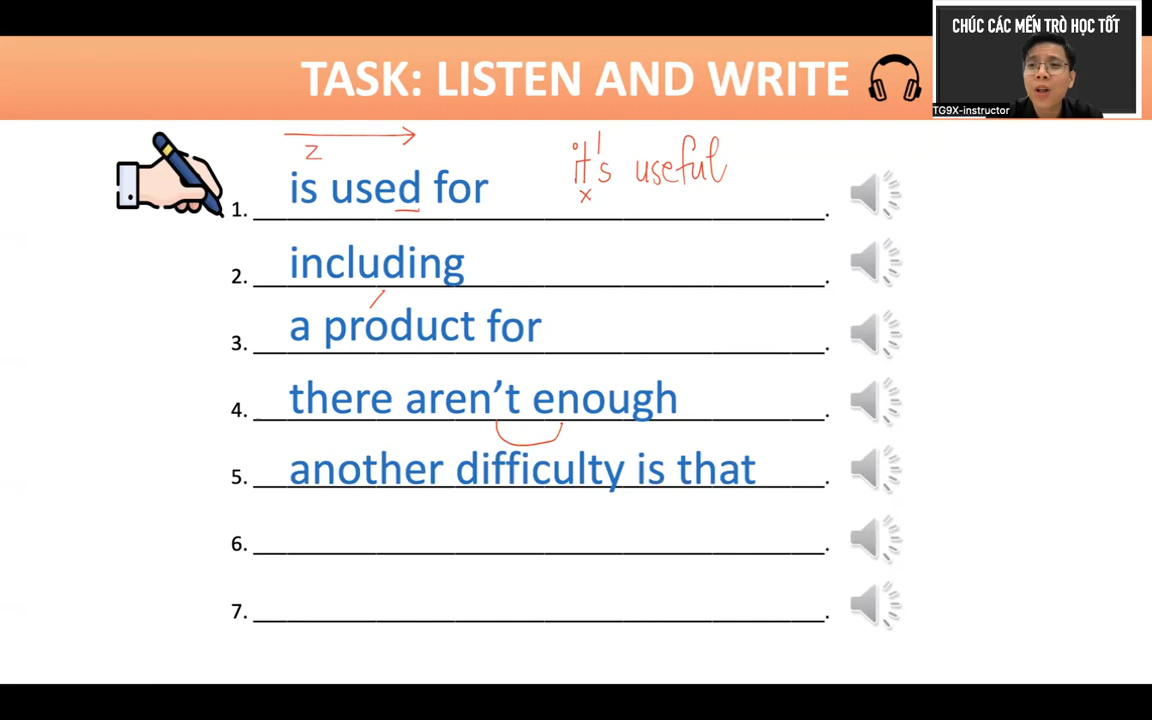 CHÚC CÁC MẾN TRÒ HỌC TỐT
TASK: LISTEN AND WRITE
TG9X-instructor
z
it's useful
x
1. is used for.
2. including.
3. a product for.
4. there aren't enough.
5. another difficulty is that.
6. .
7. .